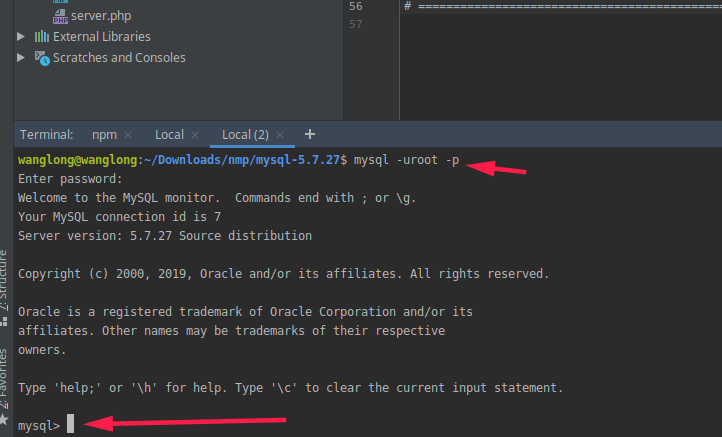 server.php
External Libraries
Scratches and Consoles
56 # ==========================================
57
Terminal: npm × Local × Local (2) × +
wanglong@wanglong:~/Downloads/nmp/mysql-5.7.27$ mysql -uroot -p
Enter password:
Welcome to the MySQL monitor.  Commands end with ; or \g.
Your MySQL connection id is 7
Server version: 5.7.27 Source distribution
Copyright (c) 2000, 2019, Oracle and/or its affiliates. All rights reserved.
Oracle is a registered trademark of Oracle Corporation and/or its
affiliates. Other names may be trademarks of their respective
owners.
Type 'help;' or '\h' for help. Type '\c' to clear the current input statement.
mysql>
7: Structure
2: Favorites